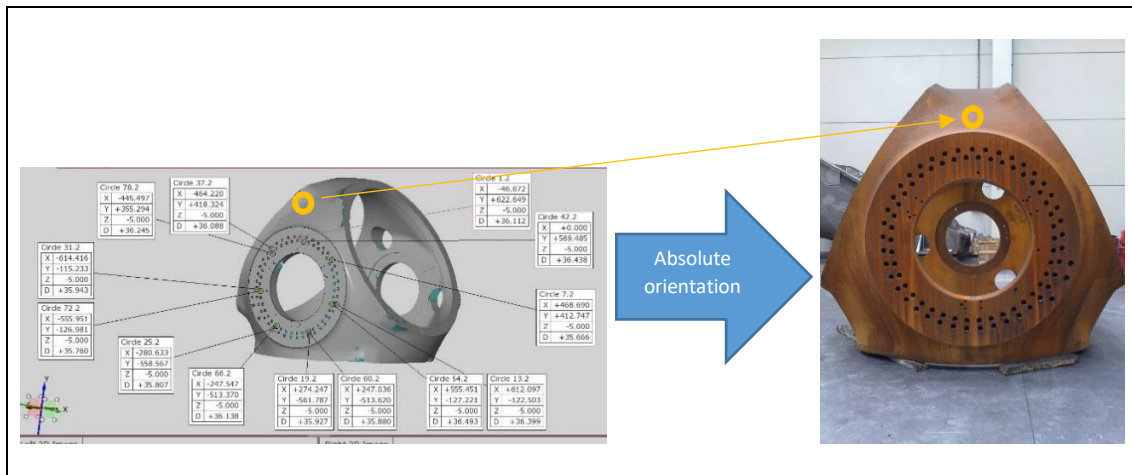 Circle 78.2
X -445.497
Y +355.294
Z -5.000
D +36.245
Circle 37.2
X -464.220
Y +418.324
Z -5.000
D +36.088
Circle 1.2
X -46.672
Y +622.649
Z -5.000
D +36.112
Circle 42.2
X +0.000
Y +569.485
Z -5.000
D +36.438
Circle 31.2
X -614.416
Y -115.233
Z -5.000
D +35.943
Circle 7.2
X +468.690
Y +412.747
Z -5.000
D +35.666
Circle 72.2
X -555.951
Y -126.981
Z -5.000
D +35.760
Circle 25.2
X -280.633
Y -558.567
Z -5.000
D +35.807
Circle 66.2
X -247.547
Y -513.370
Z -5.000
D +36.138
Circle 19.2
X +274.247
Y -561.787
Z -5.000
D +35.927
Circle 60.2
X +247.036
Y -513.620
Z -5.000
D +35.880
Circle 54.2
X +555.451
Y -127.221
Z -5.000
D +36.493
Circle 13.2
X +612.097
Y -122.503
Z -5.000
D +36.399
Y
X
Absolute
orientation